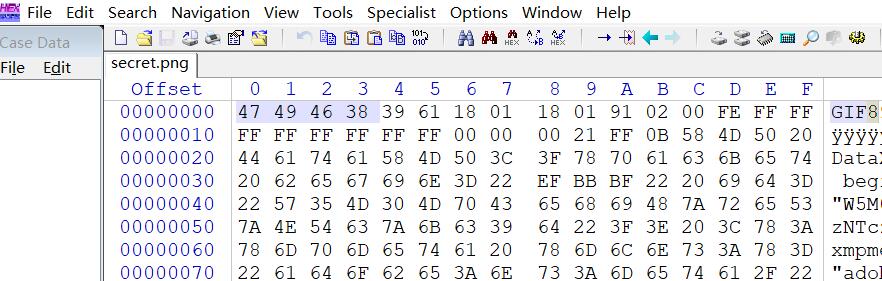 File Edit Search Navigation View Tools Specialist Options Window Help
Case Data
File Edit
secret.png
Offset 0 1 2 3 4 5 6 7 8 9 A B C D E F
00000000 47 49 46 38 39 61 18 01 18 01 91 02 00 FE FF FF GIF8
00000010 FF FF FF FF FF FF 00 00 00 21 FF 0B 58 4D 50 20 ÿÿÿÿ
00000020 44 61 74 61 58 4D 50 3C 3F 78 70 61 63 6B 65 74 DataX
00000030 20 62 65 67 69 6E 3D 22 EF BB BF 22 20 69 64 3D begi
00000040 22 57 35 4D 30 4D 70 43 65 68 69 48 7A 72 65 53 "W5M
00000050 7A 4E 54 63 7A 6B 63 39 64 22 3F 3E 20 3C 78 3A zNTc
00000060 78 6D 70 6D 65 74 61 20 78 6D 6C 6E 73 3A 78 3D xmpme
00000070 22 61 64 6F 62 65 3A 6E 73 3A 6D 65 74 61 2F 22 "ado